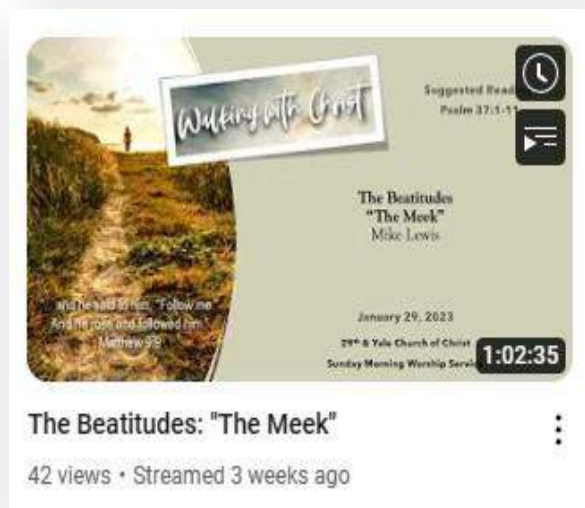 Walking with Christ
Suggested Read
Psalm 37:1-11
The Beatitudes
"The Meek"
Mike Lewis
and he said to him, "Follow me
And he rose and followed him
Matthew 9:9
January 29, 2023
29th & Yale Church of Christ
Sunday Morning Worship Servi
1:02:35
The Beatitudes: "The Meek"
42 views • Streamed 3 weeks ago